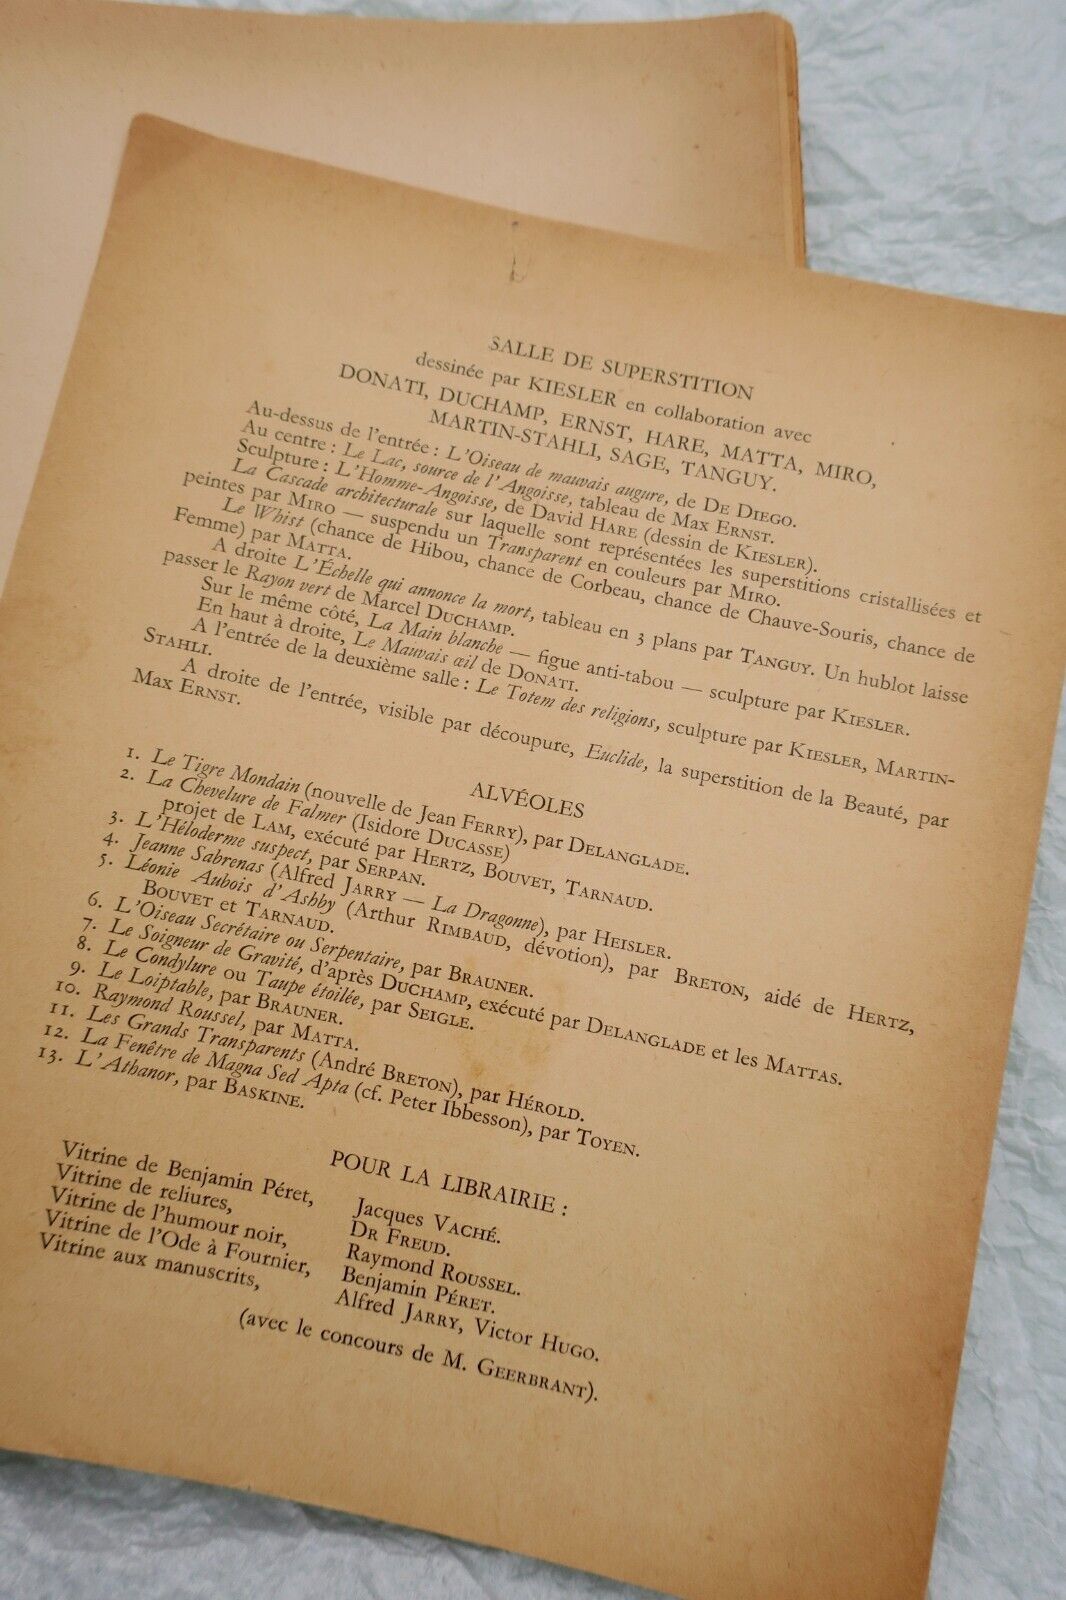 SALLE DE SUPERSTITION
dessinée par KIESLER en collaboration avec
DONATI, DUCHAMP, ERNST, HARE, MATTA, MIRO,
MARTIN-STAHLI, SAGE, TANGUY.
Au-dessus de l'entrée : L'Oiseau de mauvais augure, de DE DIEGO.
Au centre : Le Lac, source de l'Angoisse, tableau de Max ERNST.
Sculpture : L'Homme-Angoisse, de David HARE (dessin de KIESLER).
La Cascade architecturale sur laquelle sont représentées les superstitions cristallisées et
peintes par MIRO — suspendu un Transparent en couleurs par MIRO.
Le Whist (chance de Hibou, chance de Corbeau, chance de Chauve-Souris, chance de
Femme) par MATTA.
A droite L'Échelle qui annonce la mort, tableau en 3 plans par TANGUY. Un hublot laisse
passer le Rayon vert de Marcel DUCHAMP.
Sur le même côté, La Main blanche — figue anti-tabou — sculpture par KIESLER.
En haut à droite, Le Mauvais œil de DONATI.
A l'entrée de la deuxième salle : Le Totem des religions, sculpture par KIESLER, MARTIN-
STAHLI.
A droite de l'entrée, visible par découpure, Euclide, la superstition de la Beauté, par
Max ERNST.
ALVÉOLES
1. Le Tigre Mondain (nouvelle de Jean FERRY), par DELANGLADE.
2. La Chevelure de Falmer (Isidore DUCASSE)
projet de LAM, exécuté par HERTZ, BOUVET, TARNAUD.
3. L'Héloderme suspect, par SERPAN.
4. Jeanne Sabrenas (Alfred JARRY — La Dragonne), par HEISLER.
5. Léonie Aubois d'Ashby (Arthur RIMBAUD, dévotion), par BRETON, aidé de HERTZ,
BOUVET et TARNAUD.
6. L'Oiseau Secrétaire ou Serpentaire, par BRAUNER.
7. Le Soigneur de Gravité, d'après DUCHAMP, exécuté par DELANGLADE et les MATTAS.
8. Le Condylure ou Taupe étoilée, par SEIGLE.
9. Le Loiptable, par BRAUNER.
10. Raymond Roussel, par MATTA.
11. Les Grands Transparents (André BRETON), par HÉROLD.
12. La Fenêtre de Magna Sed Apta (cf. Peter Ibbesson), par TOYEN.
13. L'Athanor, par BASKINE.
POUR LA LIBRAIRIE :
Vitrine de Benjamin Péret, Jacques VACHÉ.
Vitrine de reliures, Dr FREUD.
Vitrine de l'humour noir, Raymond ROUSSEL.
Vitrine de l'Ode à Fournier, Benjamin PÉRET.
Vitrine aux manuscrits, Alfred JARRY, Victor HUGO.
(avec le concours de M. GEERBRANT).